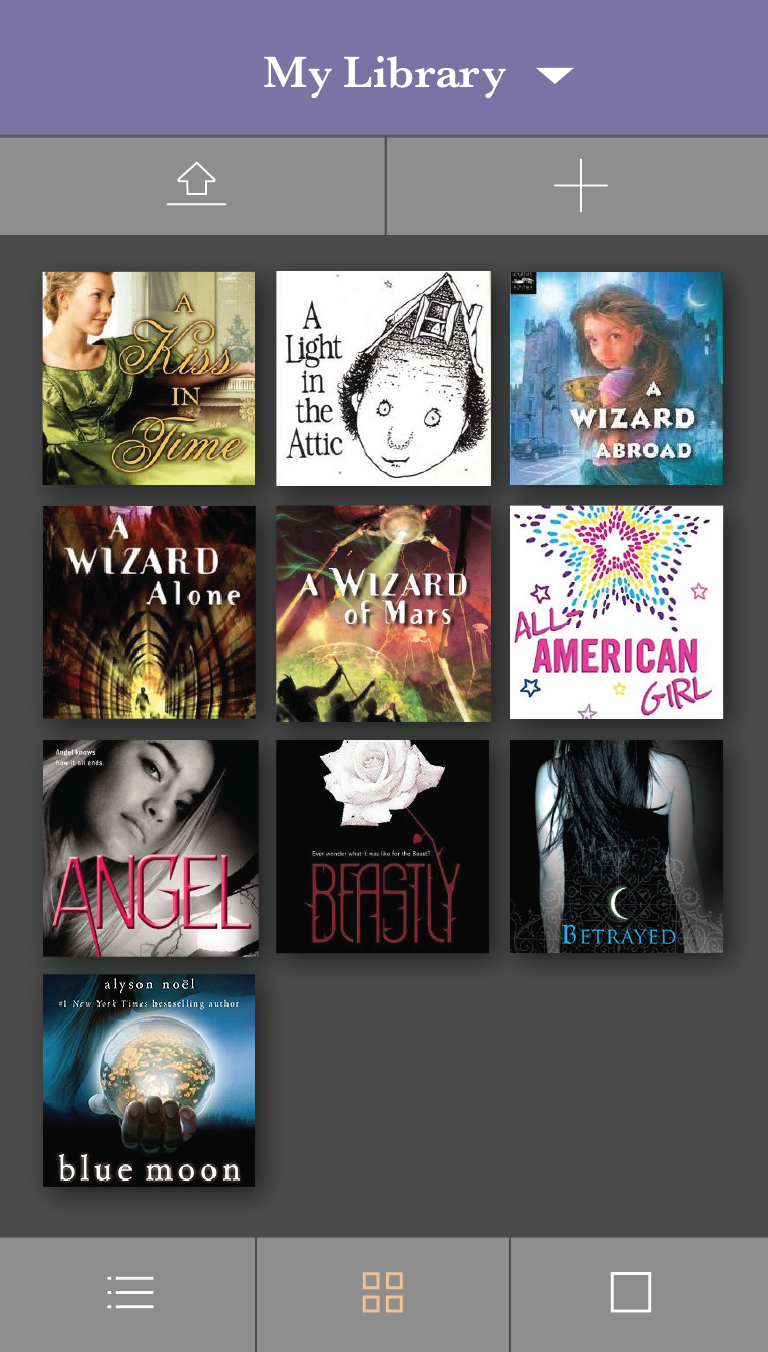 My Library
A
Kiss
IN
Time
A
Light
in
the
Attic
A
WIZARD
ABROAD
A
WIZARD
Alone
A WIZARD
of Mars
ALL-
AMERICAN
GIRL
Angel knows
how it all ends.
ANGEL
Ever wonder what it was like for the Beast?
BEASTLY
BETRAYED
alyson noël
#1 New York Times bestselling author
blue moon